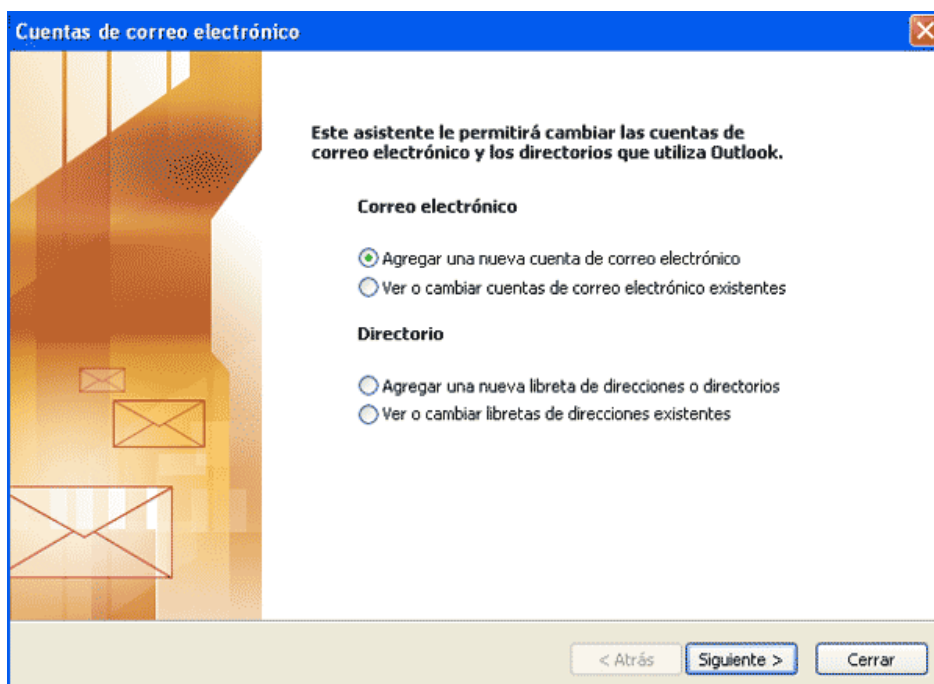 Cuentas de correo electrónico
Este asistente le permitirá cambiar las cuentas de
correo electrónico y los directorios que utiliza Outlook.
Correo electrónico
Agregar una nueva cuenta de correo electrónico
Ver o cambiar cuentas de correo electrónico existentes
Directorio
Agregar una nueva libreta de direcciones o directorios
Ver o cambiar libretas de direcciones existentes
< Atrás
Siguiente >
Cerrar